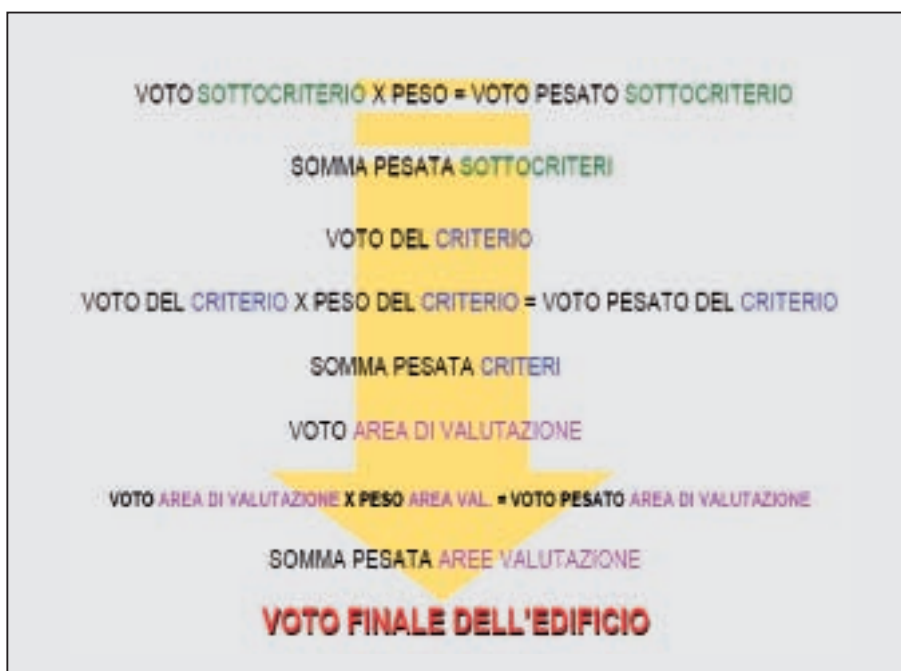 VOTO SOTTOCRITERIO X PESO = VOTO PESATO SOTTOCRITERIO
SOMMA PESATA SOTTOCRITERI
VOTO DEL CRITERIO
VOTO DEL CRITERIO X PESO DEL CRITERIO = VOTO PESATO DEL CRITERIO
SOMMA PESATA CRITERI
VOTO AREA DI VALUTAZIONE
VOTO AREA DI VALUTAZIONE X PESO AREA VAL. = VOTO PESATO AREA DI VALUTAZIONE
SOMMA PESATA AREE VALUTAZIONE
VOTO FINALE DELL'EDIFICIO